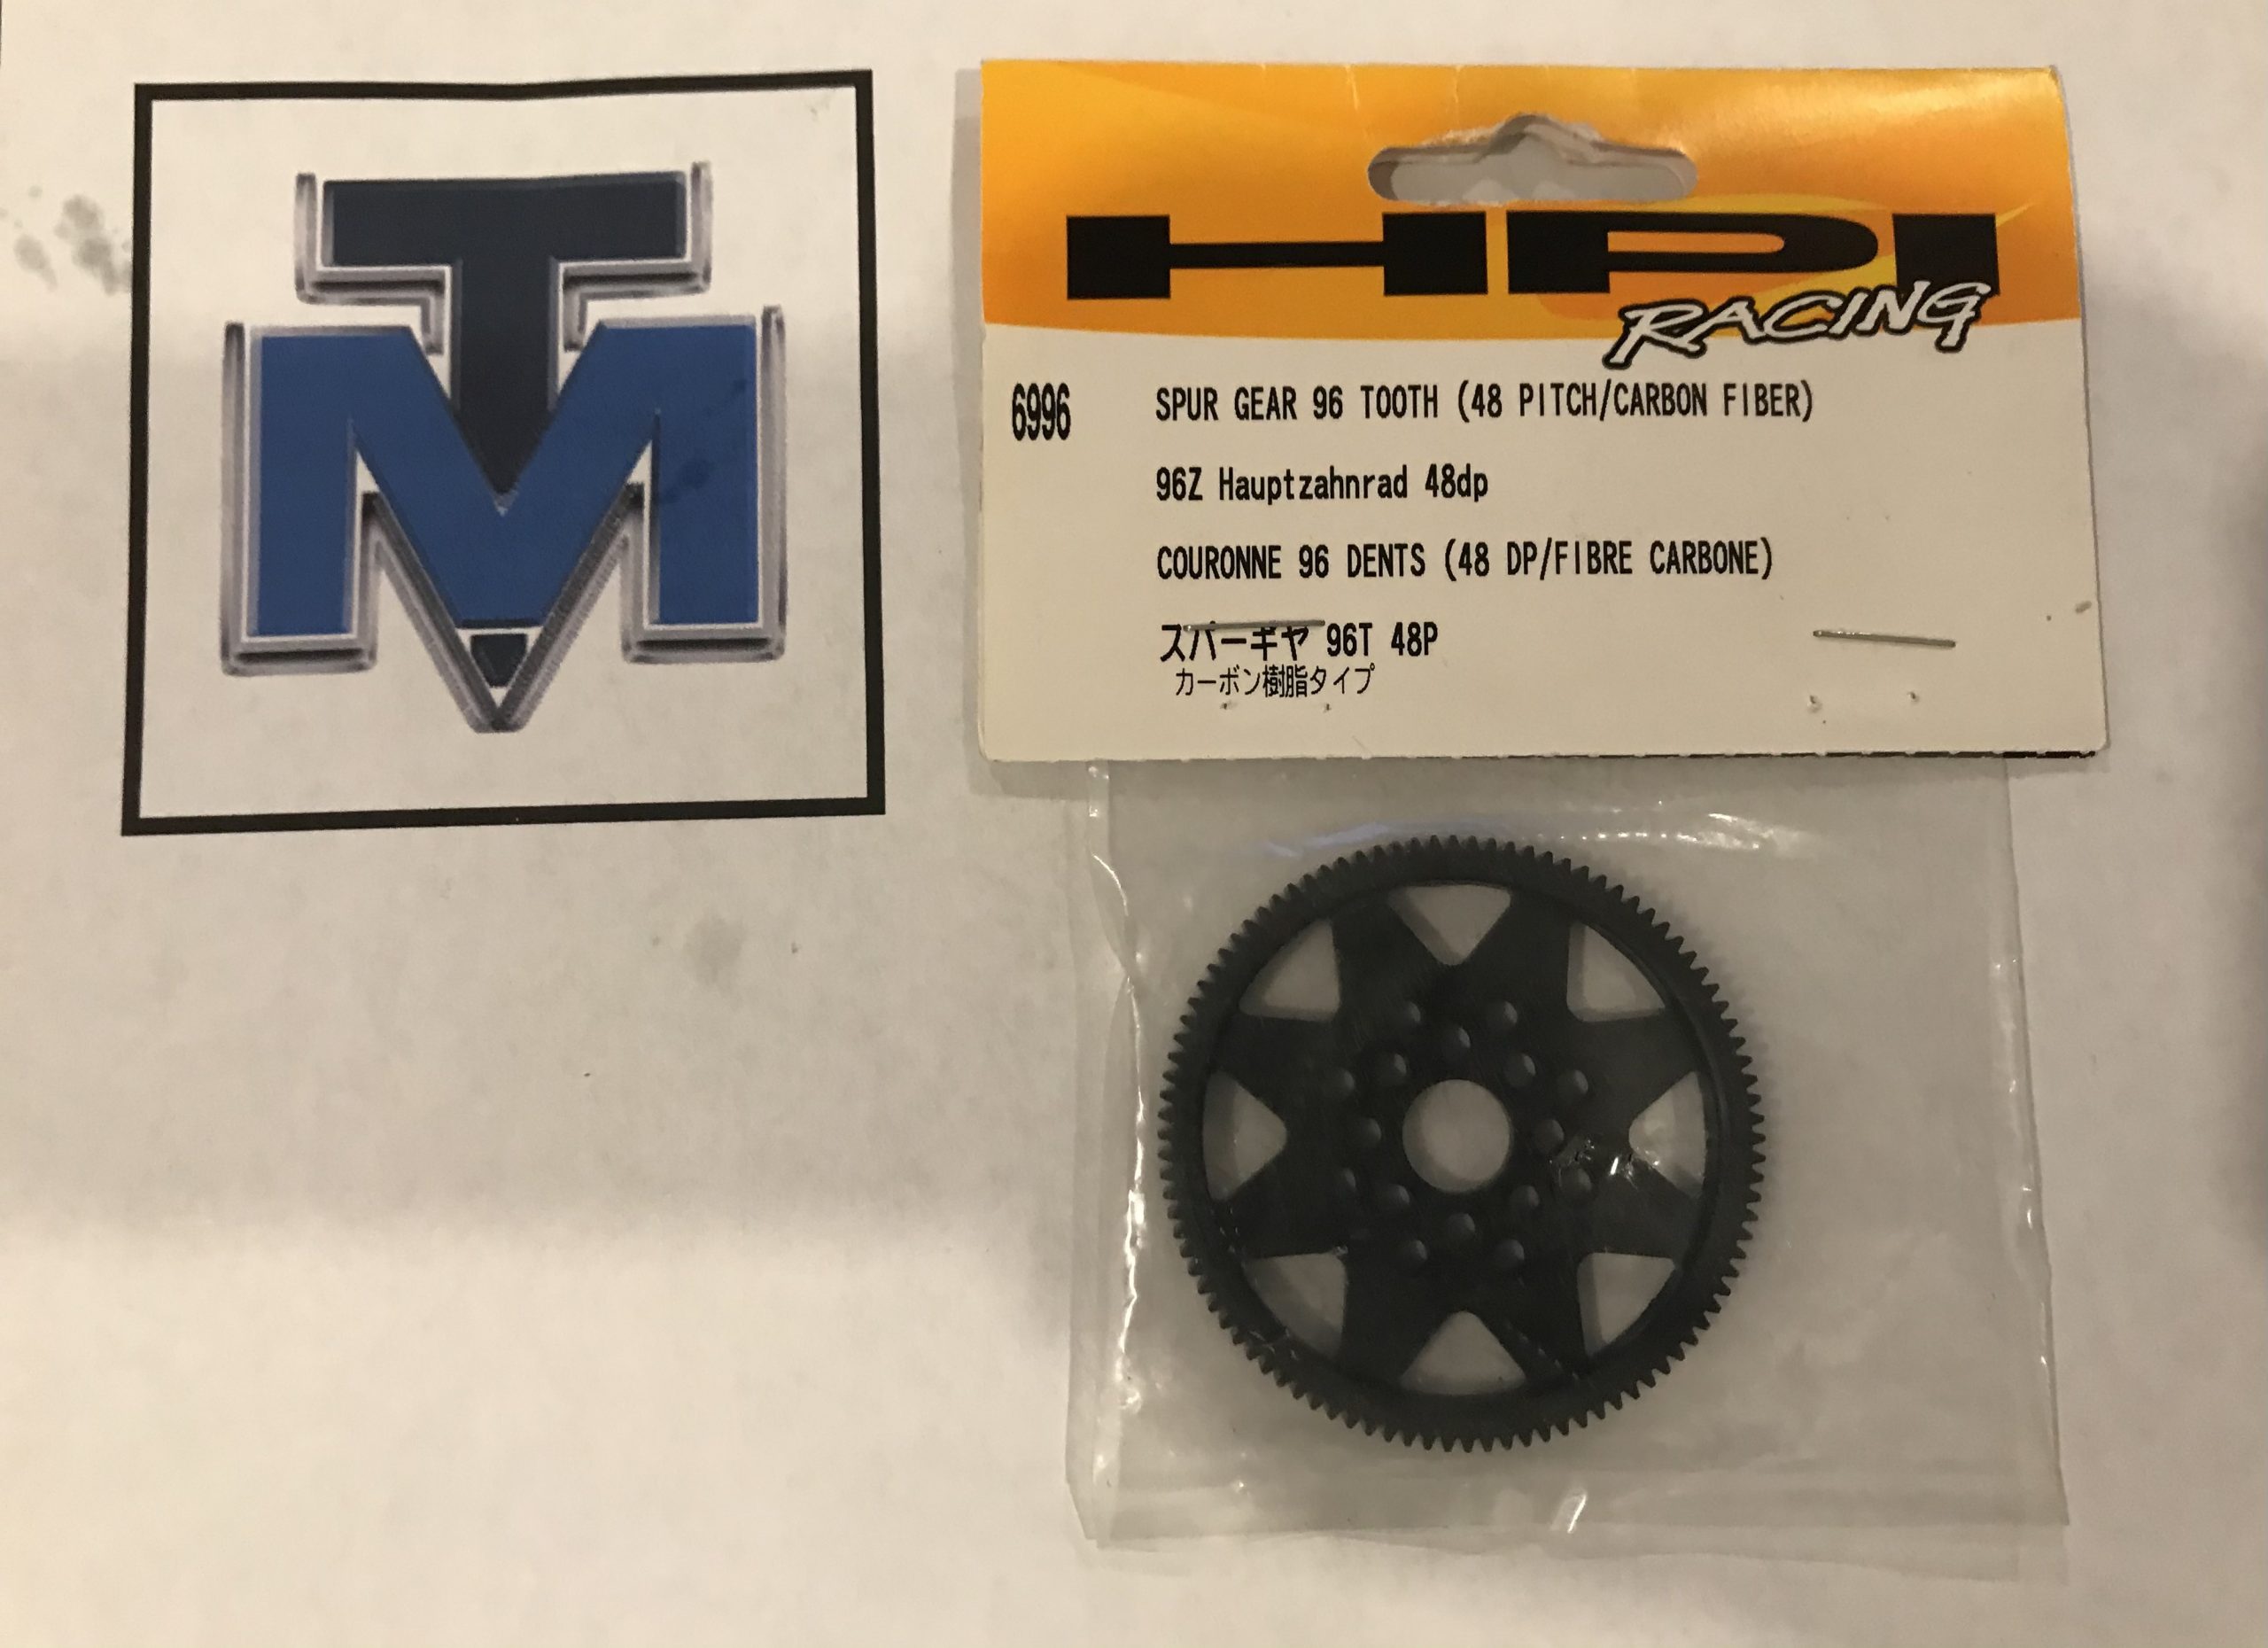 TM
HPI
RACING
6996 SPUR GEAR 96 TOOTH (48 PITCH/CARBON FIBER)
96Z Hauptzahnrad 48dp
COURONNE 96 DENTS (48 DP/FIBRE CARBONE)
スパーギヤ 96T 48P
カーボン樹脂タイプ